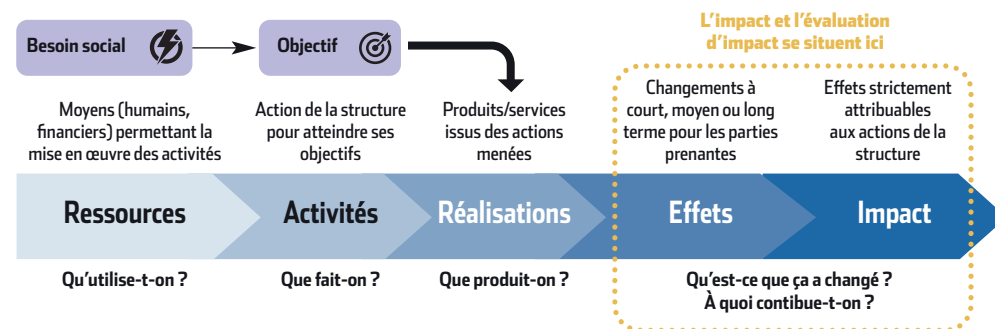 L'impact et l'évaluation
d'impact se situent ici
Besoin social
Objectif
Moyens (humains,
financiers) permettant la
mise en œuvre des activités
Action de la structure
pour atteindre ses
objectifs
Produits/services
issus des actions
menées
Changements à
court, moyen ou long
terme pour les parties
prenantes
Effets strictement
attribuables
aux actions de la
structure
Ressources
Activités
Réalisations
Effets
Impact
Qu'utilise-t-on ?
Que fait-on ?
Que produit-on ?
Qu'est-ce que ça a changé ?
À quoi contibue-t-on ?